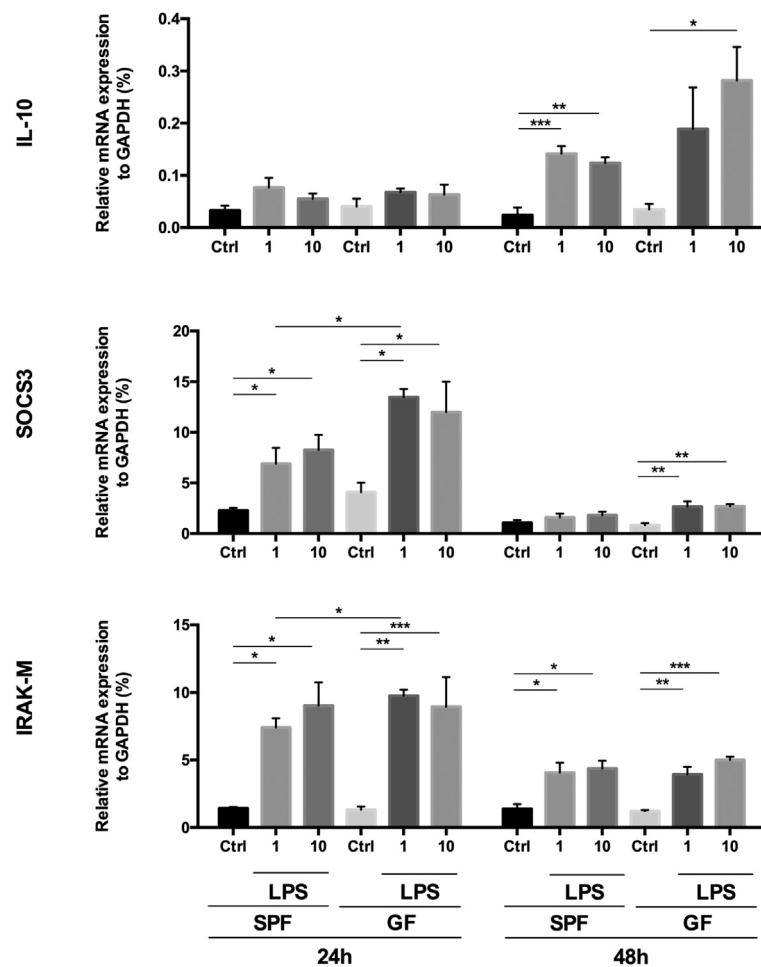 IL-10
Relative mRNA expression
to GAPDH (%)
0.4
0.3
0.2
0.1
0.0
***
**
*
Ctrl 1 10 Ctrl 1 10 Ctrl 1 10 Ctrl 1 10
SOCS3
Relative mRNA expression
to GAPDH (%)
20
15
10
5
0
*
*
*
*
*
**
**
Ctrl 1 10 Ctrl 1 10 Ctrl 1 10 Ctrl 1 10
IRAK-M
Relative mRNA expression
to GAPDH (%)
15
10
5
0
*
*
*
***
**
*
*
***
**
Ctrl 1 10 Ctrl 1 10 Ctrl 1 10 Ctrl 1 10
LPS LPS LPS LPS
SPF GF SPF GF
24h 48h